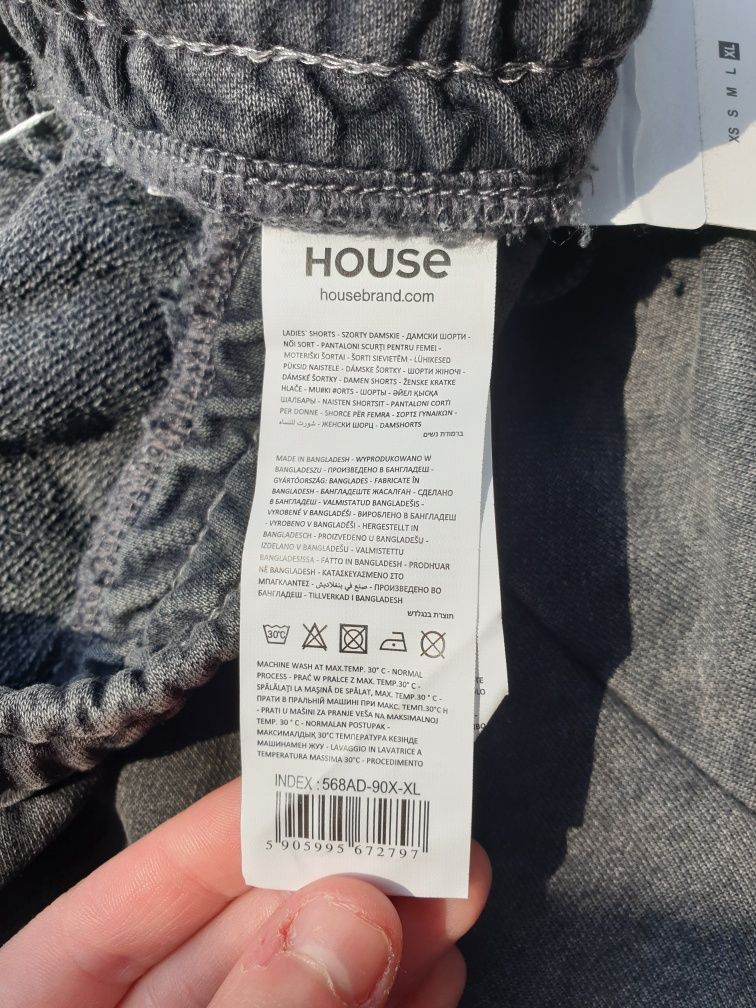 XS S M L XL
HOUSE
housebrand.com
LADIES' SHORTS - SZORTY DAMSKIE - ДАМСКИ ШОРТИ -
NŐI SORT - PANTALONI SCURȚI PENTRU FEMEI -
MOTERIŠKI ŠORTAI - ŠORTI SIEVIETĒM - LÜHIKESED
PÜKSID NAISTELE - DÁMSKE ŠORTKY - ШОРТИ ЖІНОЧІ -
DÁMSKÉ ŠORTKY - DAMEN SHORTS - ŽENSKE KRATKE
HLAČE - ШОРТЫ - ӘЙЕЛ ҚЫСҚА
ШАЛБАРЫ - NAISTEN SHORTSIT - PANTALONI CORTI
PER DONNE - SHORCE PËR FEMRA - ΣΟΡΤΣ ΓΥΝΑΙΚΩΝ -
شورت للنساء - ЖЕНСКИ ШОРЦ - DAMSHORTS
ברמודת נשים
MADE IN BANGLADESH - WYPRODUKOWANO W
BANGLADESZU - ПРОИЗВЕДЕНО В БАНГЛАДЕШ -
GYÁRTÓORSZÁG: BANGLADES - FABRICATE ÎN
BANGLADESH - БАНГЛАДЕШТЕ ЖАСАЛҒАН - СДЕЛАНО
В БАНГЛАДЕШ - VALMISTATUD BANGLADEŠIS -
VYROBENÉ V BANGLADÉŠI - ВИРОБЛЕНО В БАНГЛАДЕШ
- VYROBENO V BANGLADÉŠI - HERGESTELLT IN
BANGLADESCH - PROIZVEDENO U BANGLADEŠU -
IZDELANO V BANGLADEŠU - VALMISTETTU
BANGLADESISSA - FATTO IN BANGLADESH - PRODHUAR
NË BANGLADESH - ΚΑΤΑΣΚΕΥΑΣΜΕΝΟ ΣΤΟ
ΜΠΑΓΚΛΑΝΤΕΣ - صنع في بنغلاديش - ПРОИЗВЕДЕНО ВО
БАНГЛАДЕШ - TILLVERKAD I BANGLADESH
תוצרת בנגלדש
30°C
MACHINE WASH AT MAX.TEMP. 30° C - NORMAL
PROCESS - PRAĆ W PRALCE Z MAX. TEMP.30° C -
SPĂLĂLAȚI LA MAȘINĂ DE SPĂLAT, MAX. TEMP.30 ° C -
ПРАТИ В ПРАЛЬНІЙ МАШИНІ ПРИ МАКС. ТЕМП.30°C Н
- PRATI U MAŠINI ZA PRANJE VEŠA NA MAKSIMALNOJ
TEMP. 30 ° C - NORMALAN POSTUPAK -
МАКСИМАЛДЫҚ 30°C ТЕМПЕРАТУРА КЕЗІНДЕ
МАШИНАМЕН ЖУУ - LAVAGGIO IN LAVATRICE A
TEMPERATURA MASSIMA 30°C - PROCEDIMENTO
INDEX : 568AD-90X-XL
5 905995 672797